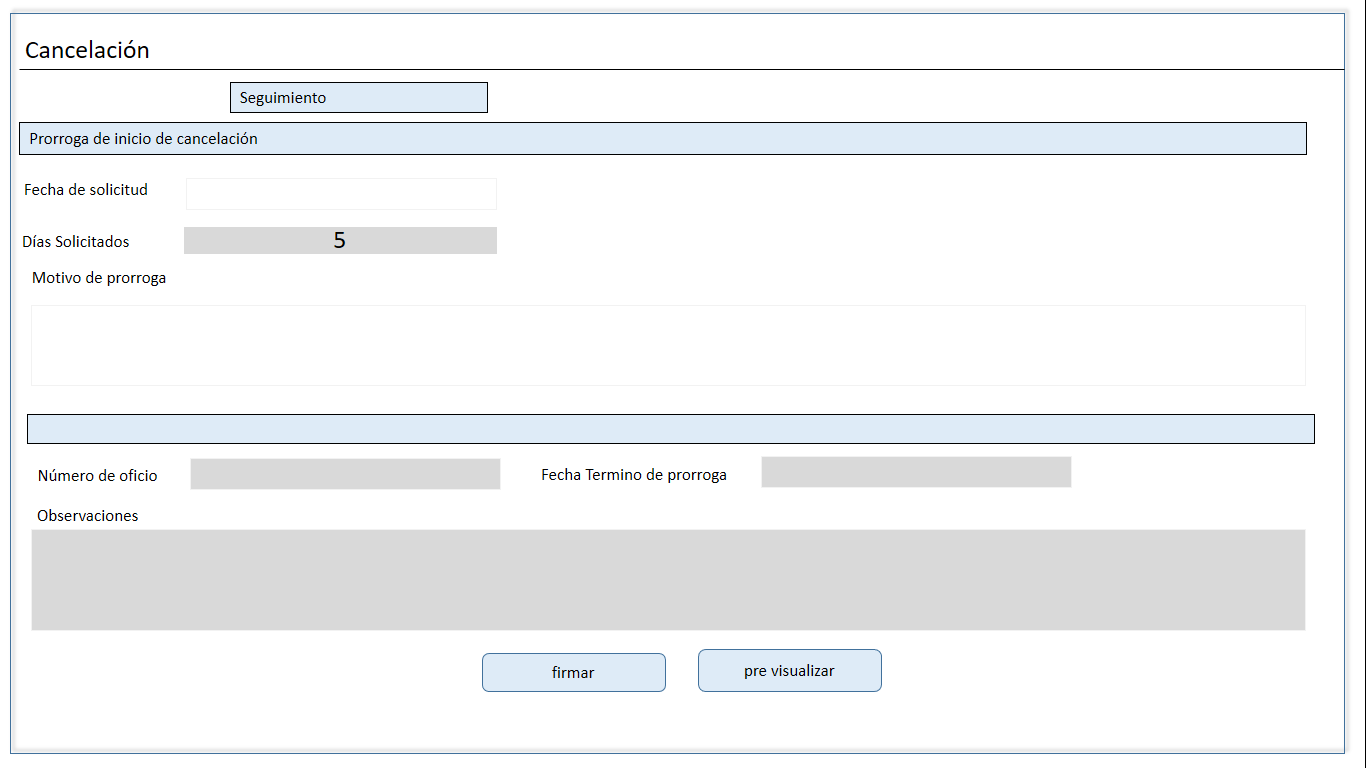 Cancelación
Seguimiento
Prorroga de inicio de cancelación
Fecha de solicitud
Días Solicitados 5
Motivo de prorroga
Número de oficio Fecha Termino de prorroga
Observaciones
firmar pre visualizar